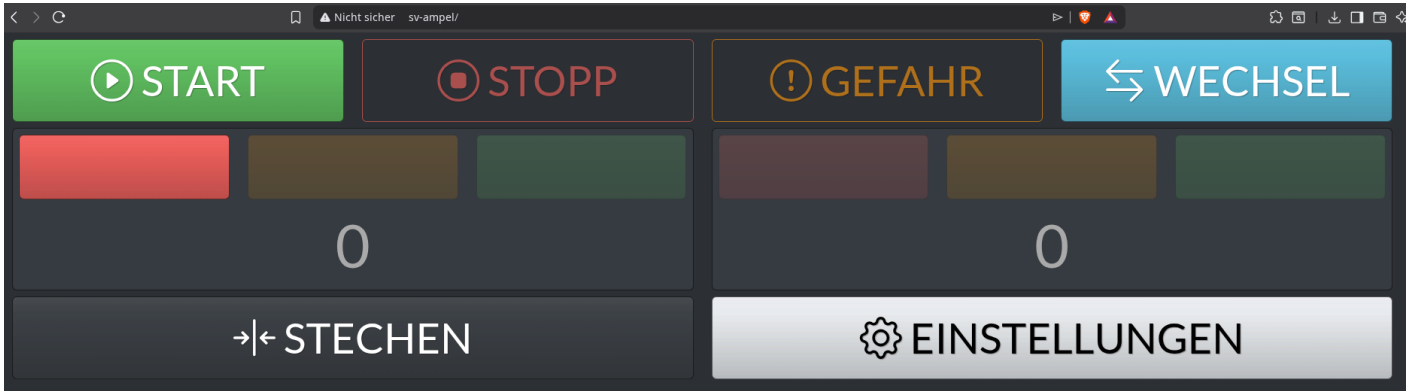 Nicht sicher sv-ampel/
START STOPP GEFAHR WECHSEL
0 0
STECHEN EINSTELLUNGEN